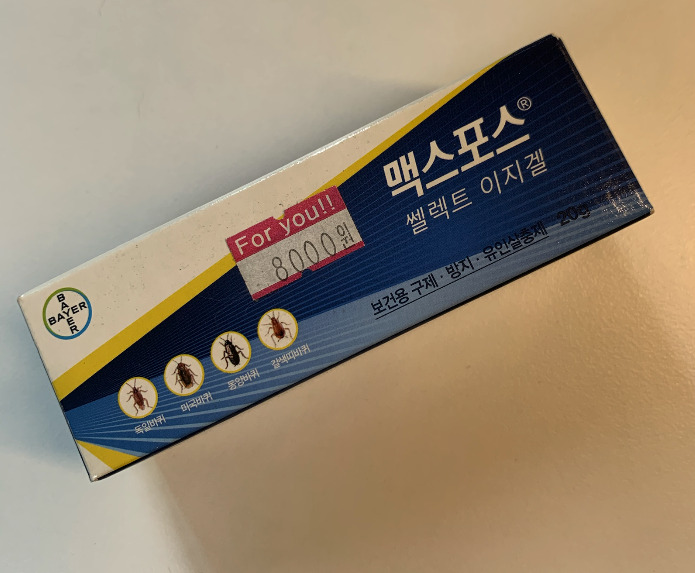 맥스포스®
쎌렉트 이지겔
For you!!
8000원
보건용 구제 · 방지 · 유인살충제 20g
BAYER
BAYER
독일바퀴
미국바퀴
동양바퀴
갈색띠바퀴